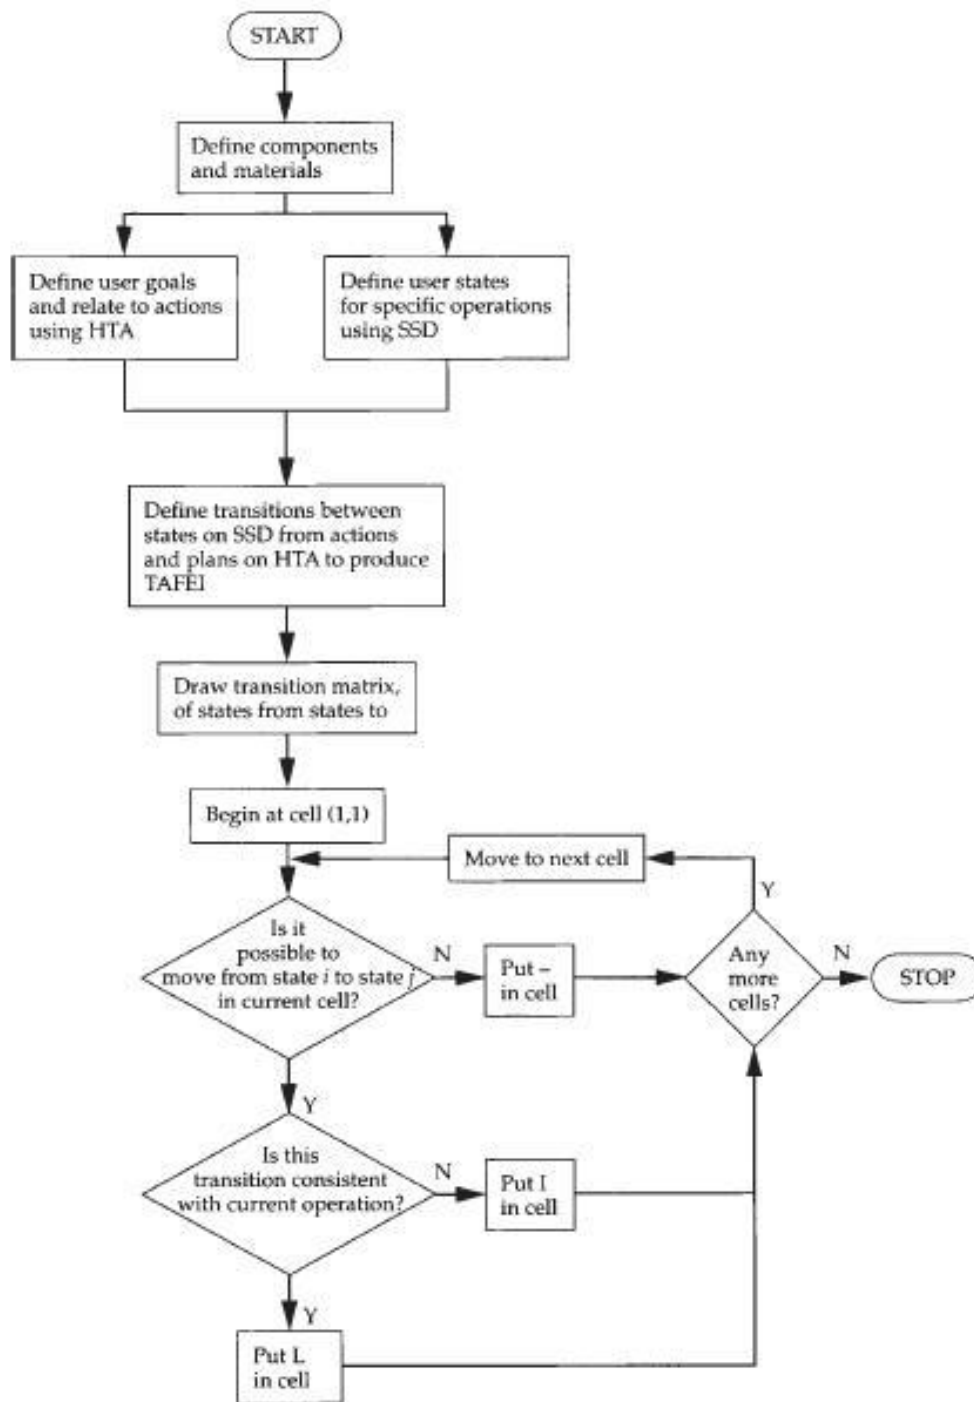 START
Define components
and materials
Define user goals
and relate to actions
using HTA
Define user states
for specific operations
using SSD
Define transitions between
states on SSD from actions
and plans on HTA to produce
TAFEI
Draw transition matrix,
of states from states to
Begin at cell (1,1)
Move to next cell
Y
Is it
possible to
move from state i to state j
in current cell?
N
Put –
in cell
Any
more
cells?
N
STOP
Y
Is this
transition consistent
with current operation?
N
Put I
in cell
Y
Put L
in cell